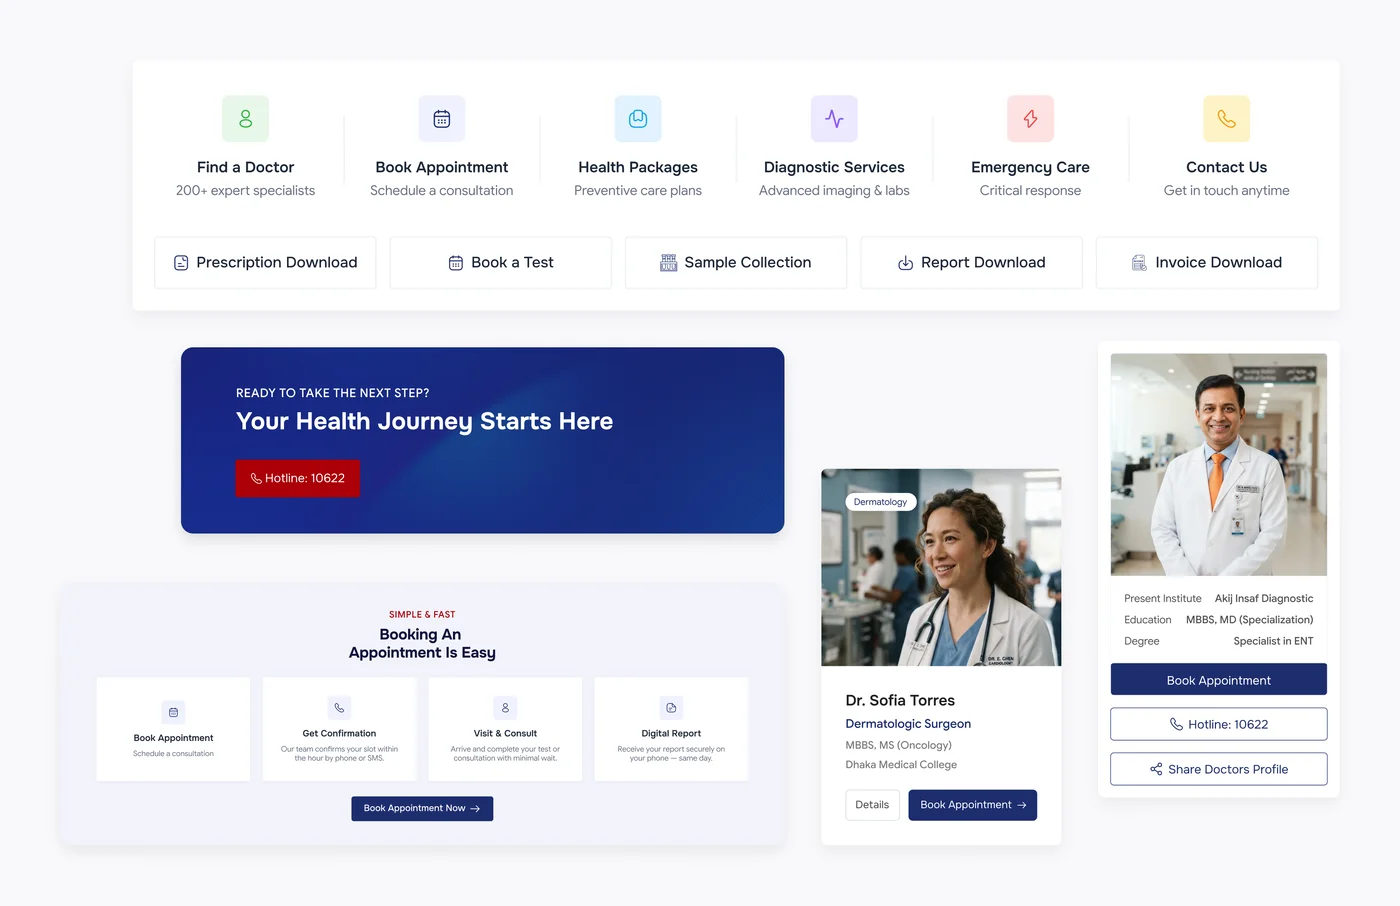 Find a Doctor
200+ expert specialists
Book Appointment
Schedule a consultation
Health Packages
Preventive care plans
Diagnostic Services
Advanced imaging & labs
Emergency Care
Critical response
Contact Us
Get in touch anytime
Prescription Download
Book a Test
Sample Collection
Report Download
Invoice Download
READY TO TAKE THE NEXT STEP?
Your Health Journey Starts Here
Hotline: 10622
SIMPLE & FAST
Booking An
Appointment Is Easy
Book Appointment
Schedule a consultation
Get Confirmation
Our team confirms your slot within
the hour by phone or SMS.
Visit & Consult
Arrive and complete your test or
consultation with minimal wait.
Digital Report
Receive your report securely on
your phone — same day.
Book Appointment Now →
Dermatology
DR. E. CHEN
Dr. Sofia Torres
Dermatologic Surgeon
MBBS, MS (Oncology)
Dhaka Medical College
Details
Book Appointment →
Present Institute Akij Insaf Diagnostic
Education MBBS, MD (Specialization)
Degree Specialist in ENT
Book Appointment
Hotline: 10622
Share Doctors Profile